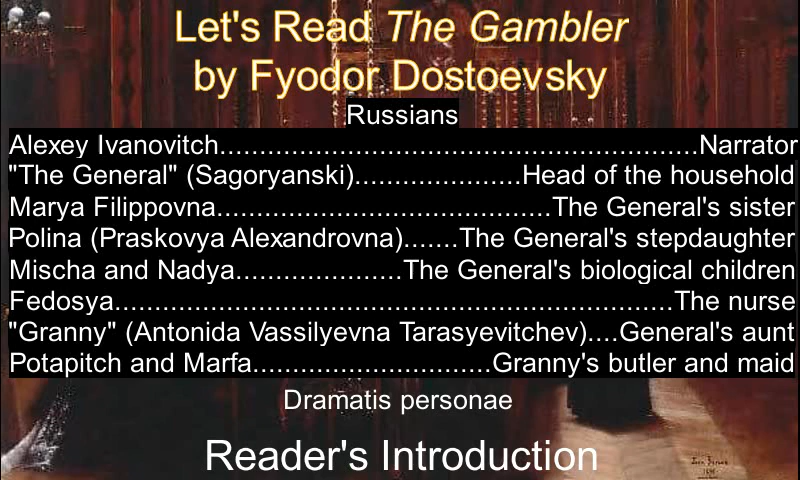 Let's Read The Gambler
by Fyodor Dostoevsky
Russians
Alexey Ivanovitch............................................................Narrator
"The General" (Sagoryanski).....................Head of the household
Marya Filippovna..........................................The General's sister
Polina (Praskovya Alexandrovna).......The General's stepdaughter
Mischa and Nadya.....................The General's biological children
Fedosya......................................................................The nurse
"Granny" (Antonida Vassilyevna Tarasyevitchev)....General's aunt
Potapitch and Marfa..............................Granny's butler and maid
Dramatis personae
Reader's Introduction